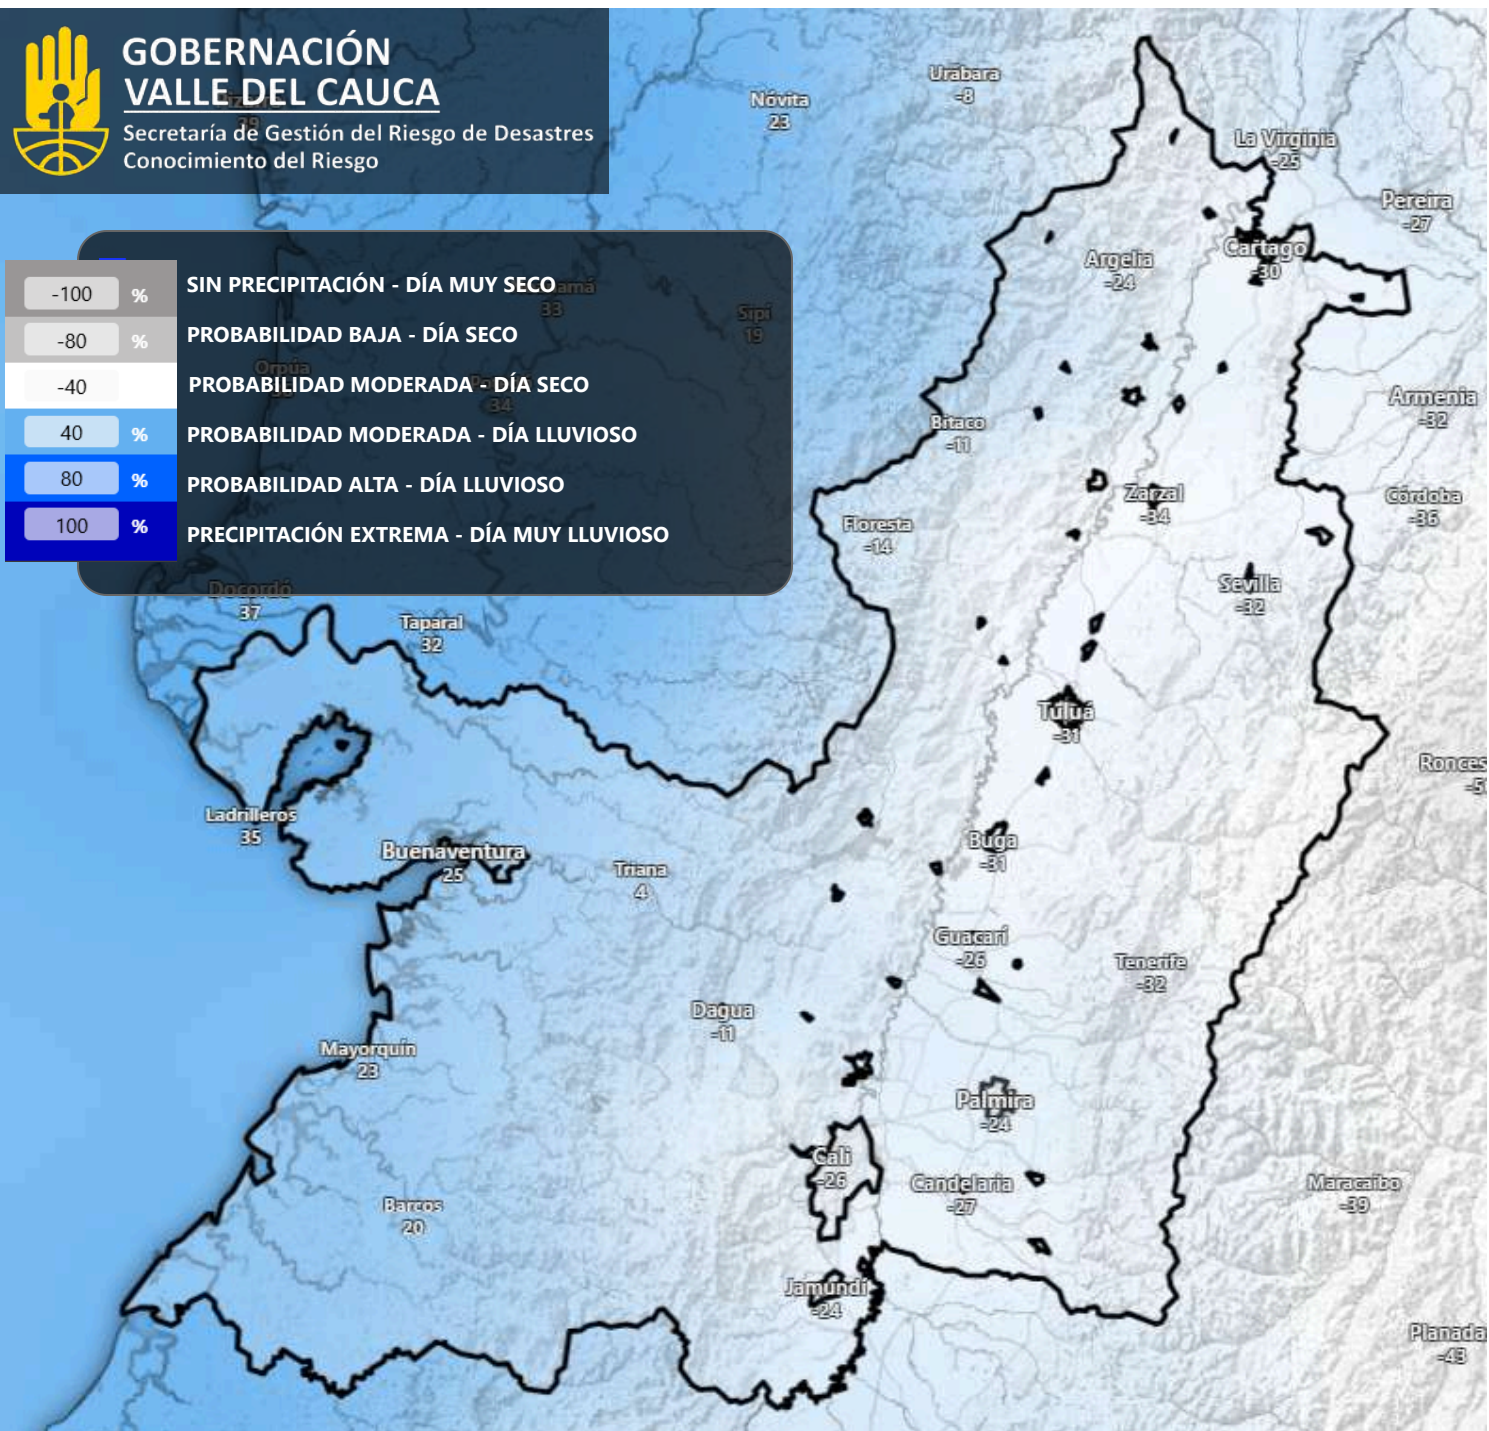 GOBERNACIÓN
VALLE DEL CAUCA
Secretaría de Gestión del Riesgo de Desastres
Conocimiento del Riesgo
-100 % SIN PRECIPITACIÓN - DÍA MUY SECO
-80 % PROBABILIDAD BAJA - DÍA SECO
-40 PROBABILIDAD MODERADA - DÍA SECO
40 % PROBABILIDAD MODERADA - DÍA LLUVIOSO
80 % PROBABILIDAD ALTA - DÍA LLUVIOSO
100 % PRECIPITACIÓN EXTREMA - DÍA MUY LLUVIOSO
Urabara
-8
Nóvita
23
La Virginia
-25
Pereira
-27
Cartago
-30
Argelia
-24
33
Sipí
19
Orpúa
34
Armenia
-32
Bitaco
-11
Zarzal
-34
Córdoba
-36
Floresta
-14
Sevilla
-32
Docordó
37
Taparal
32
Tuluá
-31
Ronces
Ladrilleros
35
Buenaventura
25
Triana
4
Buga
-31
Guacarí
-26
Tenerife
-32
Dagua
-11
Mayorquín
23
Palmira
-24
Cali
-26
Candelaria
-27
Maracaibo
-39
Barcos
20
Jamundí
-24
Planada
-43